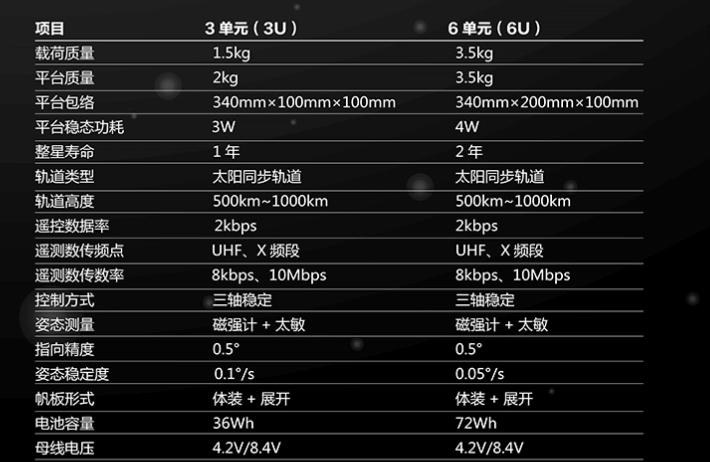 项目 3 单元（3U） 6 单元（6U）
载荷质量 1.5kg 3.5kg
平台质量 2kg 3.5kg
平台包络 340mm×100mm×100mm 340mm×200mm×100mm
平台稳态功耗 3W 4W
整星寿命 1 年 2 年
轨道类型 太阳同步轨道 太阳同步轨道
轨道高度 500km~1000km 500km~1000km
遥控数据率 2kbps 2kbps
遥测数传频点 UHF、X 频段 UHF、X 频段
遥测数传数率 8kbps、10Mbps 8kbps、10Mbps
控制方式 三轴稳定 三轴稳定
姿态测量 磁强计 + 太敏 磁强计 + 太敏
指向精度 0.5° 0.5°
姿态稳定度 0.1°/s 0.05°/s
帆板形式 体装 + 展开 体装 + 展开
电池容量 36Wh 72Wh
母线电压 4.2V/8.4V 4.2V/8.4V